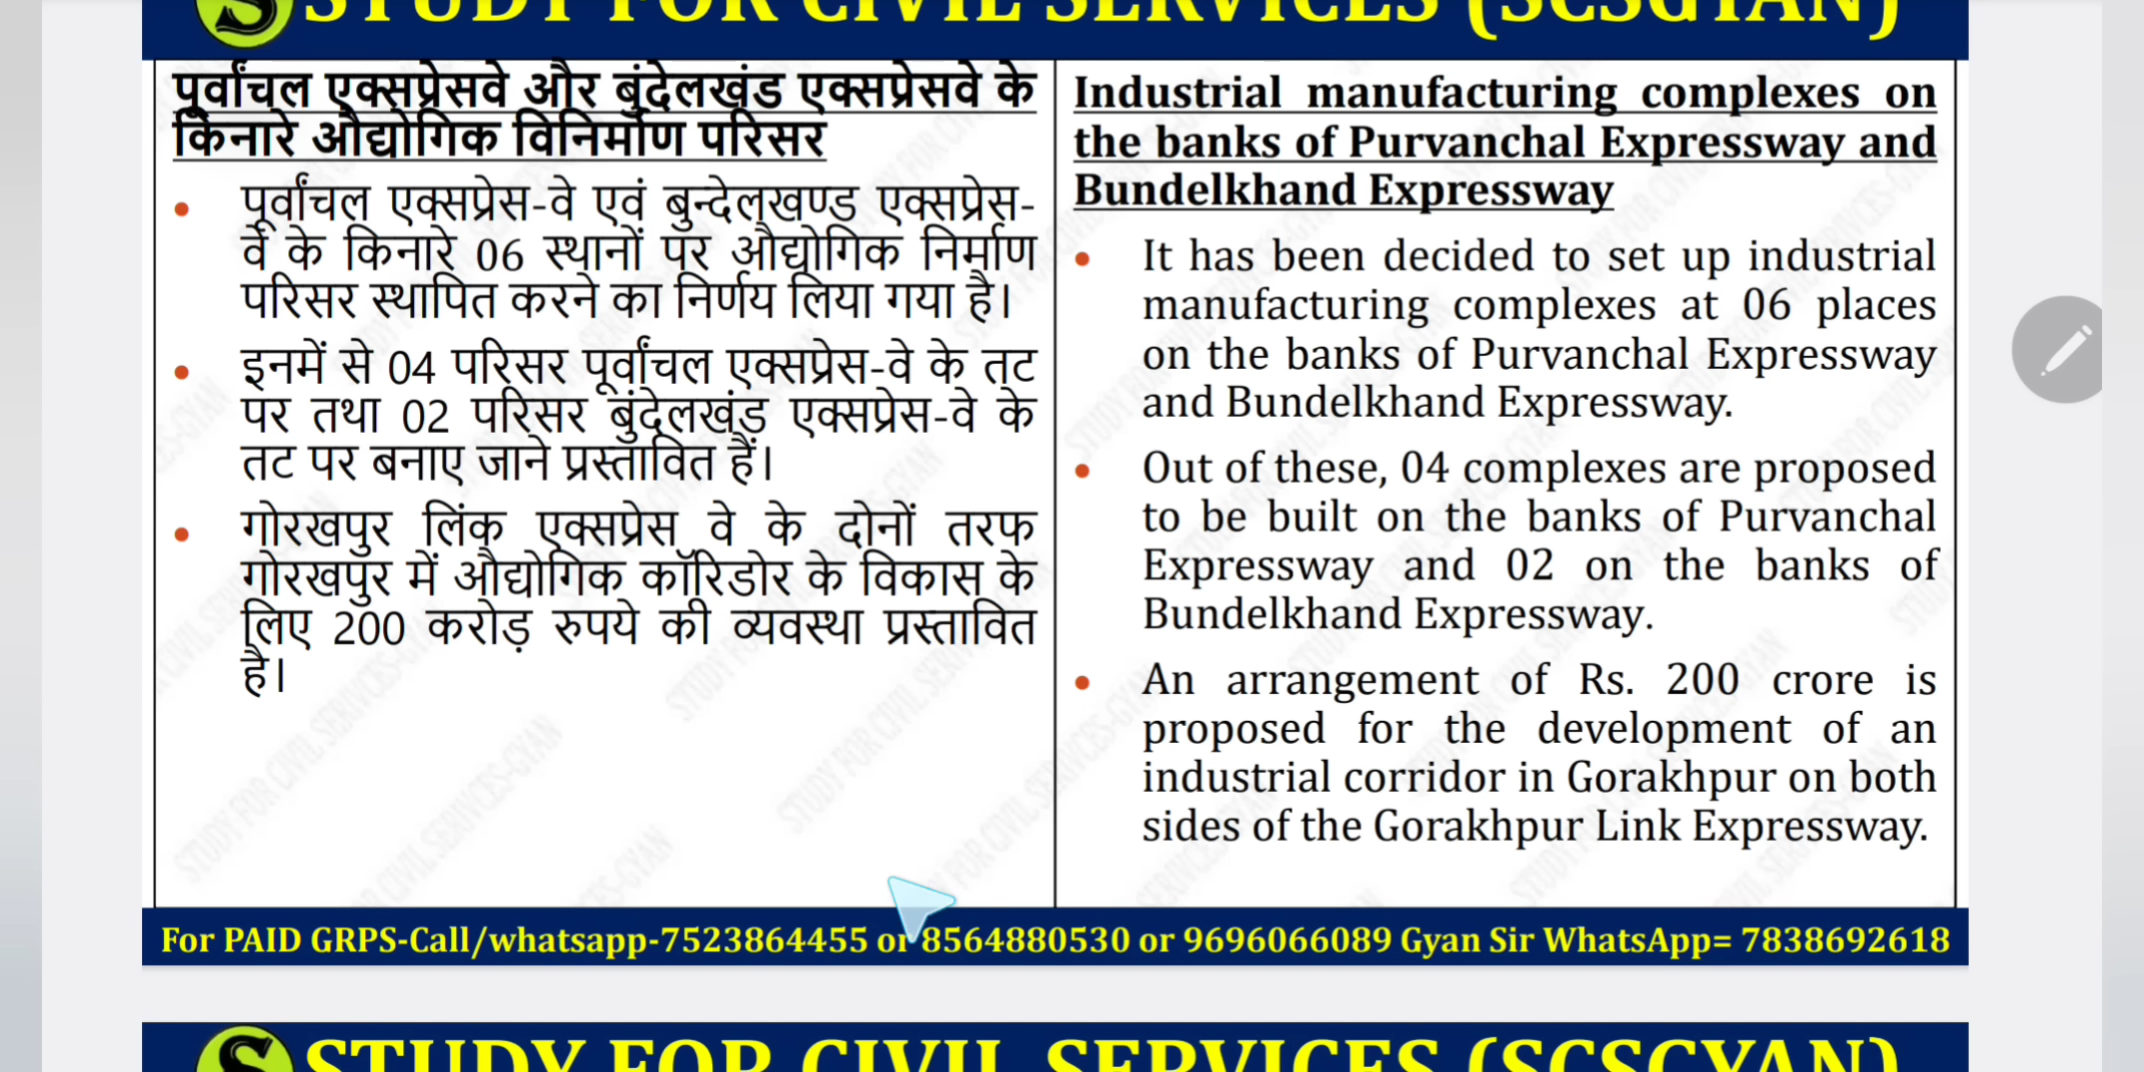 STUDY FOR CIVIL SERVICES (SCSGYAN)
पूर्वांचल एक्सप्रेसवे और बुंदेलखंड एक्सप्रेसवे के
किनारे औद्योगिक विनिर्माण परिसर
• पूर्वांचल एक्सप्रेस-वे एवं बुन्देलखण्ड एक्सप्रेस-
वे के किनारे 06 स्थानों पर औद्योगिक निर्माण
परिसर स्थापित करने का निर्णय लिया गया है।
• इनमें से 04 परिसर पूर्वांचल एक्सप्रेस-वे के तट
पर तथा 02 परिसर बुंदेलखंड एक्सप्रेस-वे के
तट पर बनाए जाने प्रस्तावित हैं।
• गोरखपुर लिंक एक्सप्रेस वे के दोनों तरफ
गोरखपुर में औद्योगिक कॉरिडोर के विकास के
लिए 200 करोड़ रुपये की व्यवस्था प्रस्तावित
है।
Industrial manufacturing complexes on
the banks of Purvanchal Expressway and
Bundelkhand Expressway
• It has been decided to set up industrial
manufacturing complexes at 06 places
on the banks of Purvanchal Expressway
and Bundelkhand Expressway.
• Out of these, 04 complexes are proposed
to be built on the banks of Purvanchal
Expressway and 02 on the banks of
Bundelkhand Expressway.
• An arrangement of Rs. 200 crore is
proposed for the development of an
industrial corridor in Gorakhpur on both
sides of the Gorakhpur Link Expressway.
For PAID GRPS-Call/whatsapp-7523864455 or 8564880530 or 9696066089 Gyan Sir WhatsApp= 7838692618
STUDY FOR CIVIL SERVICES (SCSGYAN)